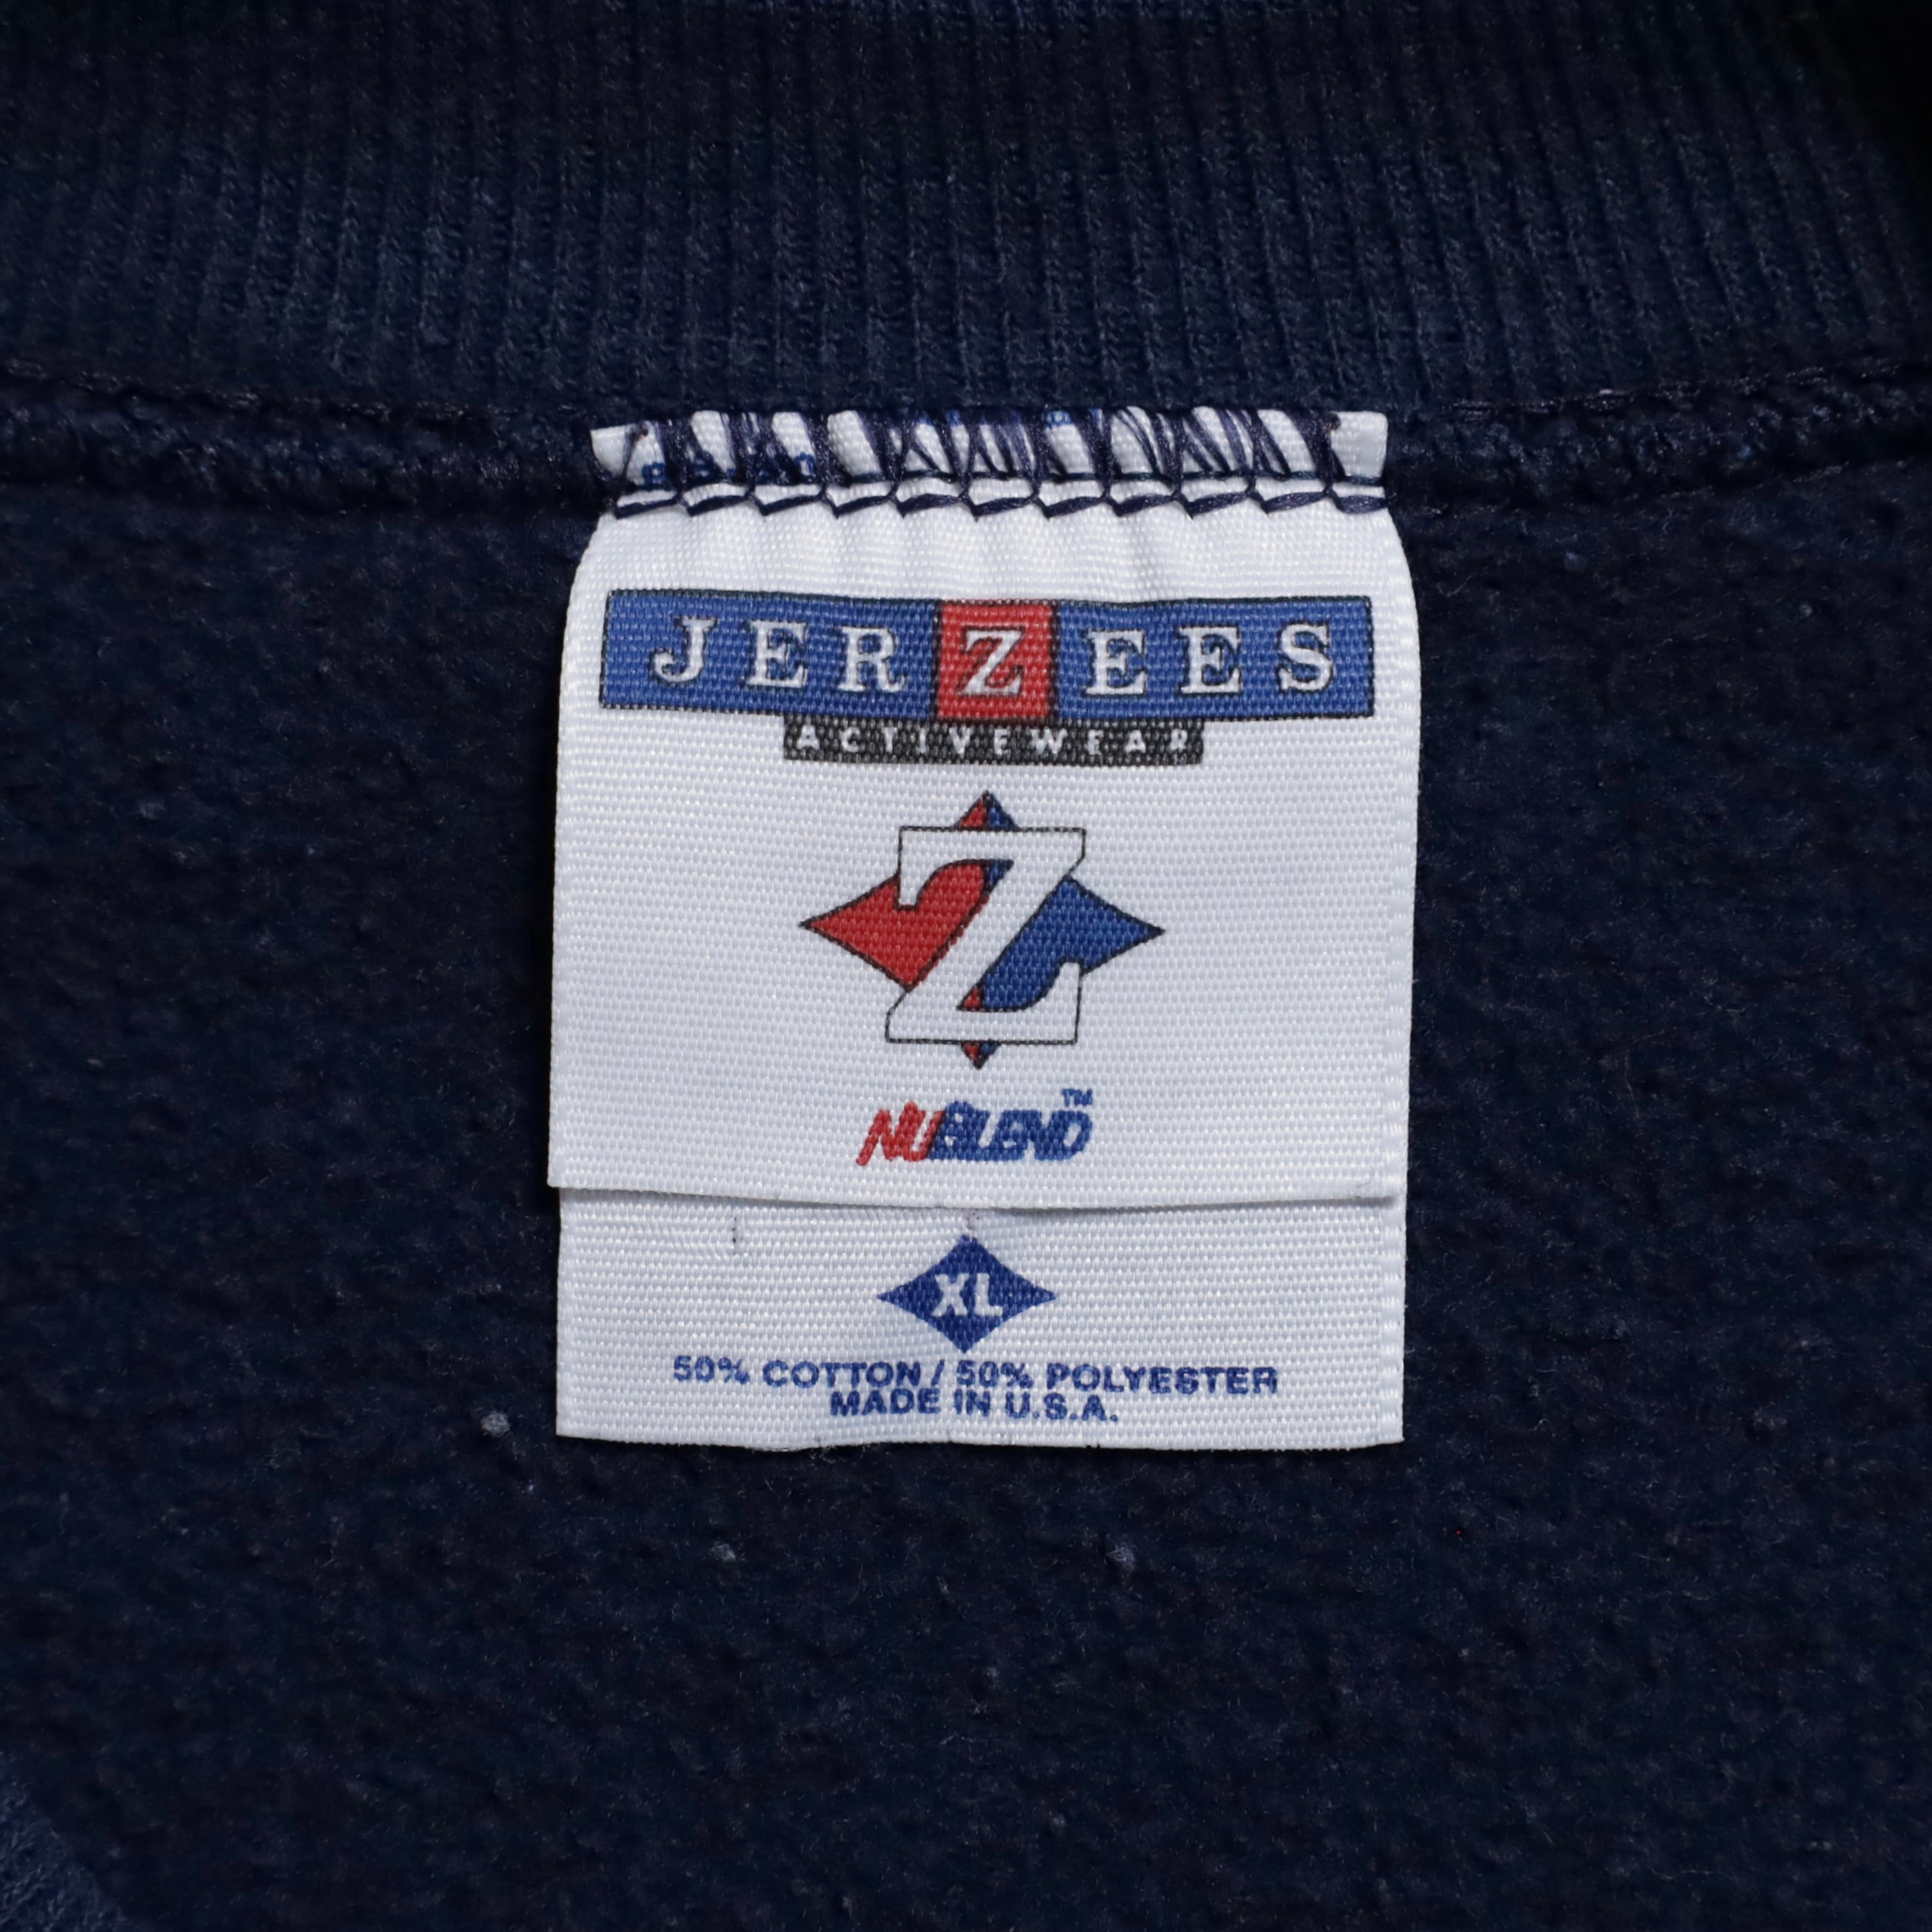 JERZEES
ACTIVEWEAR
Z
NUBLEND™
XL
50% COTTON / 50% POLYESTER
MADE IN U.S.A.